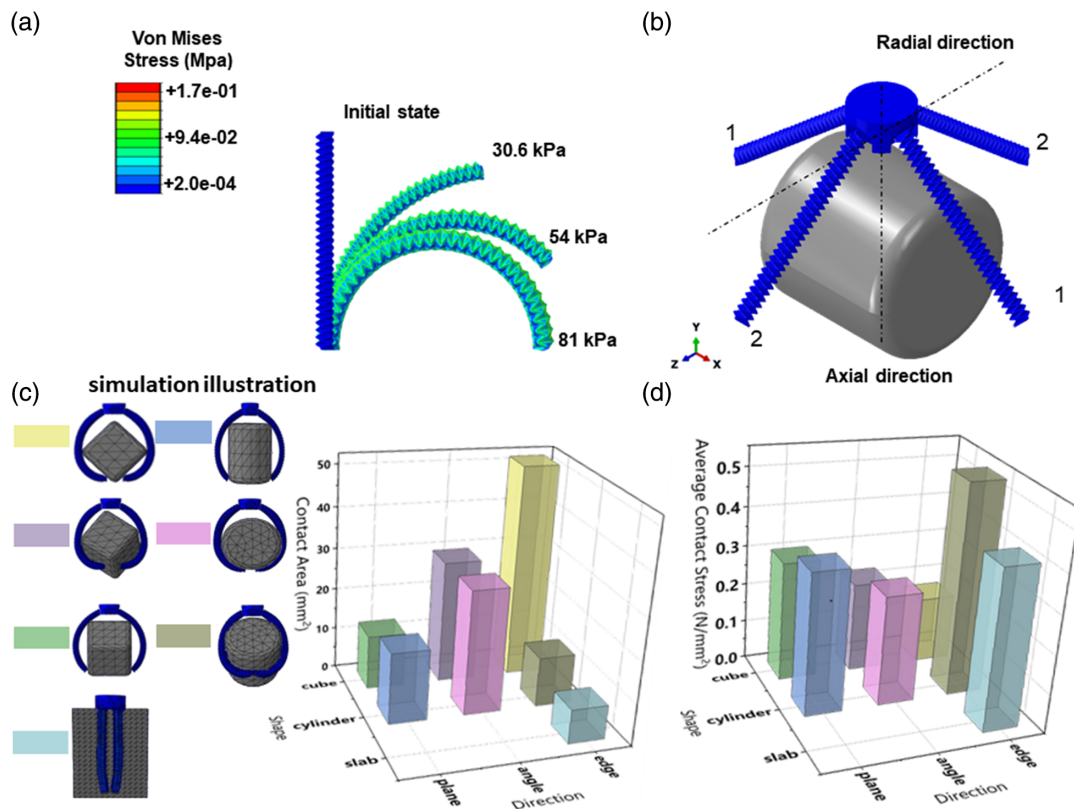 (a)
Von Mises
Stress (Mpa)
+1.7e-01
+9.4e-02
+2.0e-04
Initial state
30.6 kPa
54 kPa
81 kPa
(b)
Radial direction
1
2
2
1
Y
Z
X
Axial direction
(c)
simulation illustration
Contact Area (mm²)
50
40
30
20
10
0
cube
cylinder
slab
Shape
plane
angle
edge
Direction
(d)
Average Contact Stress (N/mm²)
0.5
0.4
0.3
0.2
0.1
0.0
cube
cylinder
slab
Shape
plane
angle
edge
Direction